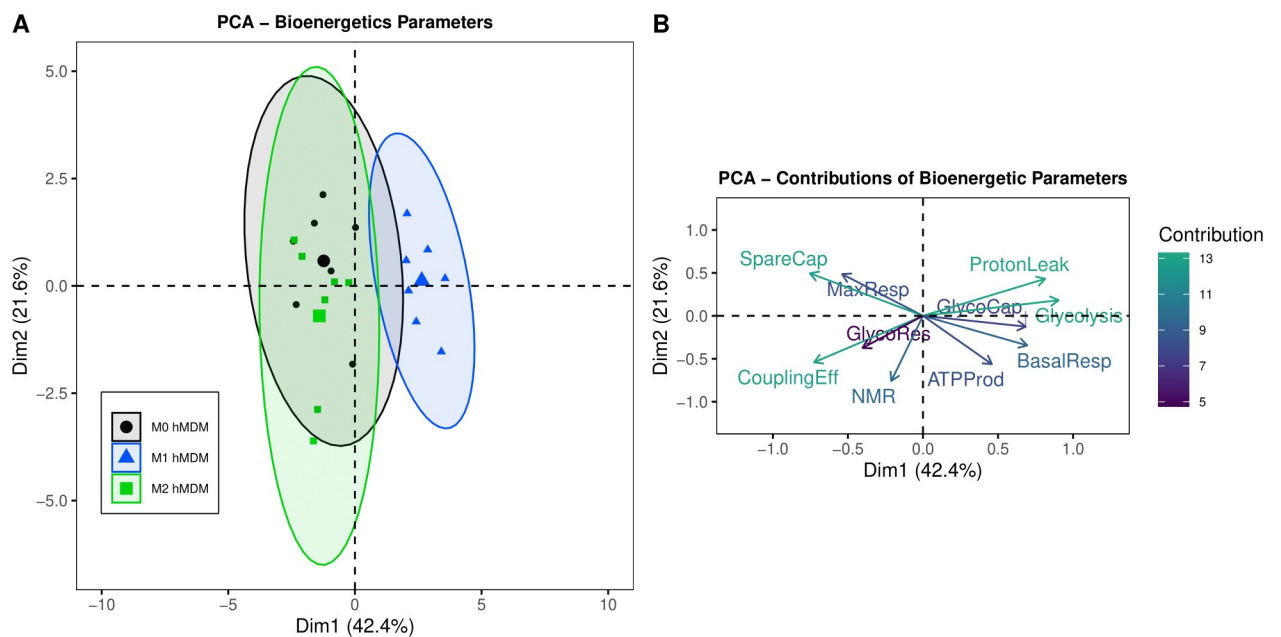 A
PCA – Bioenergetics Parameters
5.0
2.5
0.0
−2.5
−5.0
Dim2 (21.6%)
M0 hMDM
M1 hMDM
M2 hMDM
−10
−5
0
5
10
Dim1 (42.4%)
B
PCA – Contributions of Bioenergetic Parameters
1.0
0.5
0.0
−0.5
−1.0
Dim2 (21.6%)
SpareCap
ProtonLeak
MaxResp
GlycoCap
Glycolysis
GlycoRes
BasalResp
CouplingEff
ATPProd
NMR
−1.0
−0.5
0.0
0.5
1.0
Dim1 (42.4%)
Contribution
13
11
9
7
5